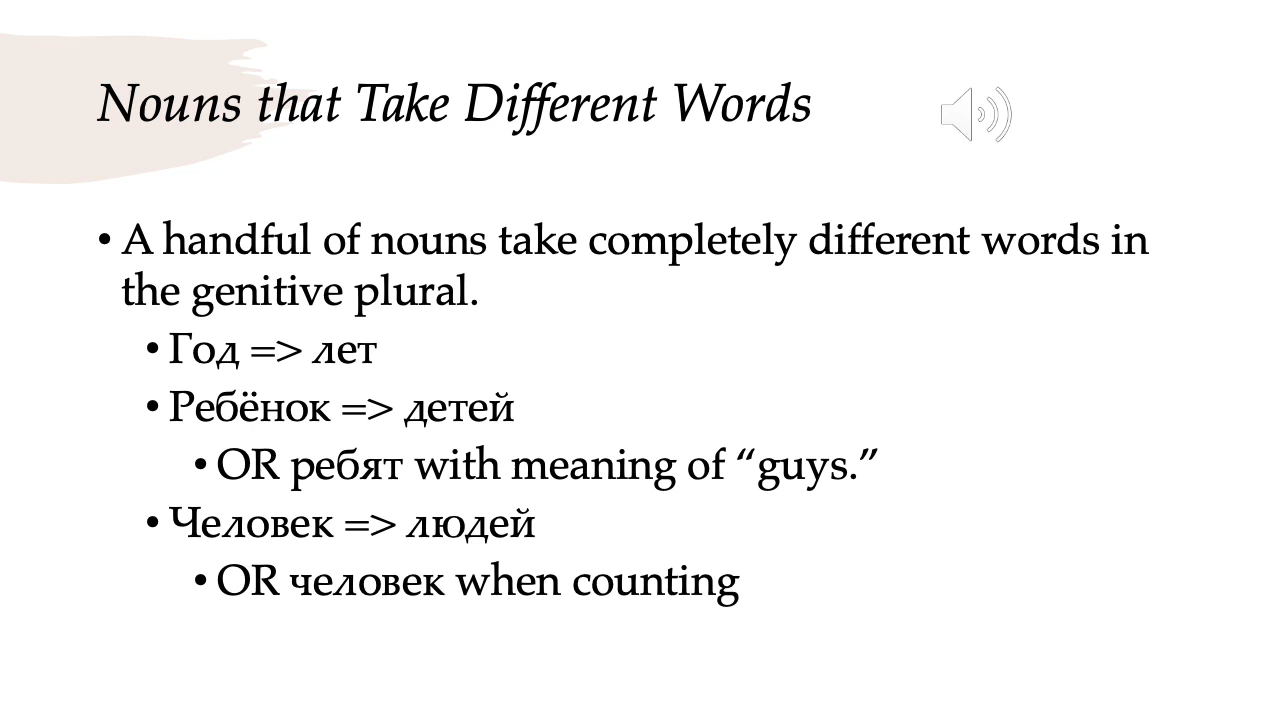 Nouns that Take Different Words
• A handful of nouns take completely different words in
the genitive plural.
• Год => лет
• Ребёнок => детей
• OR ребят with meaning of “guys.”
• Человек => людей
• OR человек when counting